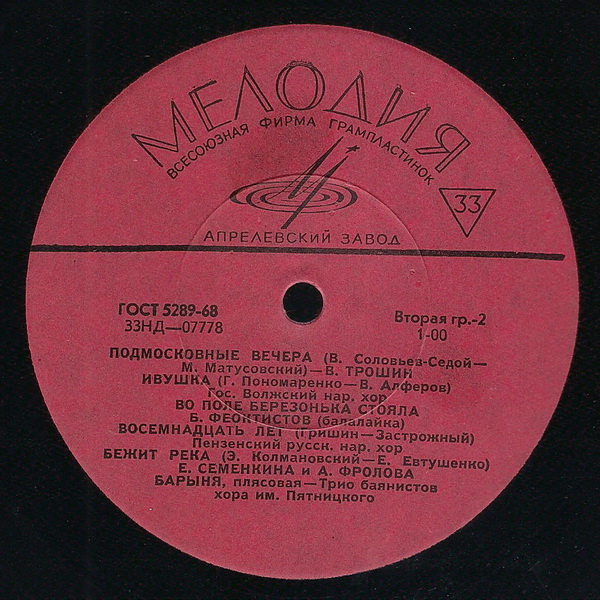 МЕЛОДИЯ
ВСЕСОЮЗНАЯ ФИРМА ГРАМПЛАСТИНОК
33
АПРЕЛЕВСКИЙ ЗАВОД
ГОСТ 5289-68
33НД—07778
Вторая гр.-2
1-00
ПОДМОСКОВНЫЕ ВЕЧЕРА (В. Соловьев-Седой—
М. Матусовский)—В. ТРОШИН
ИВУШКА (Г. Пономаренко—В. Алферов)
Гос. Волжский нар. хор
ВО ПОЛЕ БЕРЕЗОНЬКА СТОЯЛА
Б. ФЕОКТИСТОВ (балалайка)
ВОСЕМНАДЦАТЬ ЛЕТ (Гришин—Застрожный)
Пензенский русск. нар. хор
БЕЖИТ РЕКА (Э. Колмановский—Е. Евтушенко)
Е. СЕМЕНКИНА и А. ФРОЛОВА
БАРЫНЯ, плясовая—Трио баянистов
хора им. Пятницкого